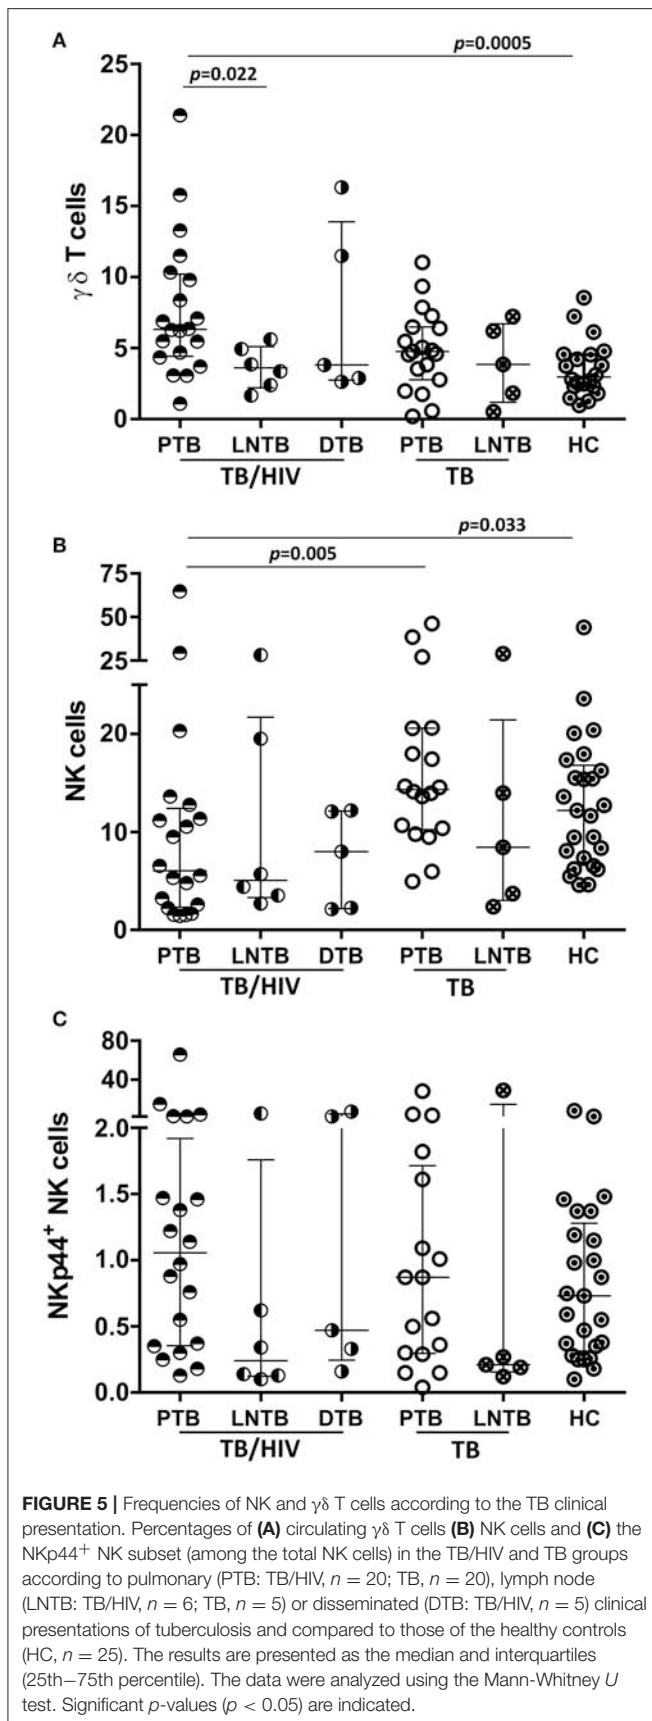 A
p=0.0005
p=0.022
25
20
15
10
5
0
γδ T cells
PTB LNTB DTB PTB LNTB HC
TB/HIV TB
B
p=0.033
p=0.005
75
50
25
20
10
0
NK cells
PTB LNTB DTB PTB LNTB HC
TB/HIV TB
C
80
40
2.0
1.5
1.0
0.5
0.0
NKp44+ NK cells
PTB LNTB DTB PTB LNTB HC
TB/HIV TB
FIGURE 5 | Frequencies of NK and γδ T cells according to the TB clinical
presentation. Percentages of (A) circulating γδ T cells (B) NK cells and (C) the
NKp44+ NK subset (among the total NK cells) in the TB/HIV and TB groups
according to pulmonary (PTB: TB/HIV, n = 20; TB, n = 20), lymph node
(LNTB: TB/HIV, n = 6; TB, n = 5) or disseminated (DTB: TB/HIV, n = 5) clinical
presentations of tuberculosis and compared to those of the healthy controls
(HC, n = 25). The results are presented as the median and interquartiles
(25th–75th percentile). The data were analyzed using the Mann-Whitney U
test. Significant p-values (p < 0.05) are indicated.